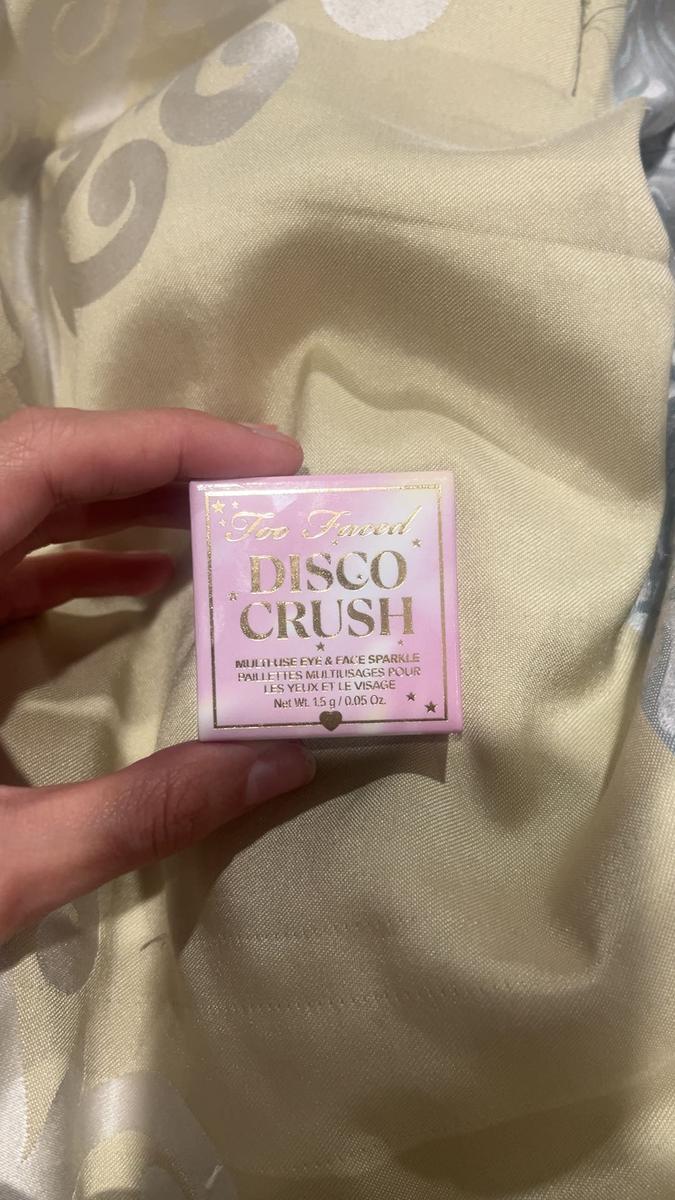 Too Faced
DISCO
CRUSH
MULTI-USE EYE & FACE SPARKLE
PAILLETTES MULTIUSAGES POUR
LES YEUX ET LE VISAGE
Net Wt. 1.5 g / 0.05 Oz.